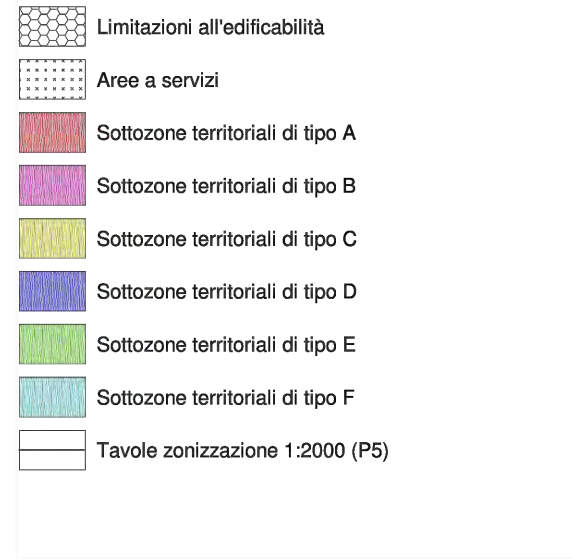 Limitazioni all'edificabilità
Aree a servizi
Sottozone territoriali di tipo A
Sottozone territoriali di tipo B
Sottozone territoriali di tipo C
Sottozone territoriali di tipo D
Sottozone territoriali di tipo E
Sottozone territoriali di tipo F
Tavole zonizzazione 1:2000 (P5)